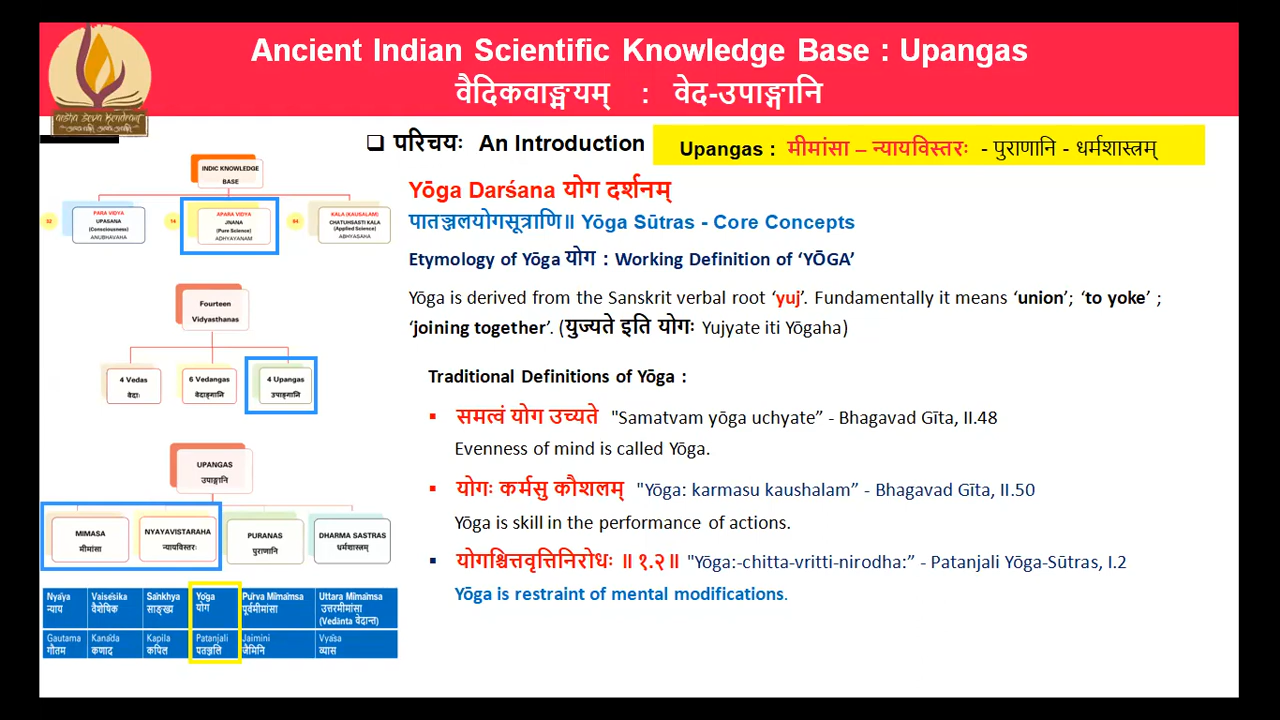 Ancient Indian Scientific Knowledge Base : Upangas
वैदिकवाङ्मयम् : वेद-उपाङ्गानि
arsha seva kendram
परिचयः An Introduction
Upangas : मीमांसा – न्यायविस्तरः - पुराणानि - धर्मशास्त्रम्
INDIC KNOWLEDGE
BASE
32
PARA VIDYA
UPASANA
(Consciousness)
ANUBHAVAHA
14
APARA VIDYA
JNANA
(Pure Science)
ADHYAYANAM
64
KALA (KAUSALAM)
CHATUHSASTI KALA
(Applied Science)
ABHYASAHA
Fourteen
Vidyasthanas
4 Vedas
वेदाः
6 Vedangas
वेदाङ्गानि
4 Upangas
उपाङ्गानि
UPANGAS
उपाङ्गानि
MIMASA
मीमांसा
NYAYAVISTARAHA
न्यायविस्तरः
PURANAS
पुराणानि
DHARMA SASTRAS
धर्मशास्त्रम्
Nyāya Vaiśeṣika Sāṅkhya Yōga Pūrva Mīmāmsa Uttara Mīmāmsa
न्याय वैशेषिक साङ्ख्य योग पूर्वमीमांसा उत्तरमीमांसा
(Vedānta वेदान्त)
Gautama Kanāda Kapila Patanjali Jaimini Vyāsa
गौतम कणाद कपिल पतञ्जलि जैमिनि व्यास
Yōga Darśana योग दर्शनम्
पातञ्जलयोगसूत्राणि॥ Yōga Sūtras - Core Concepts
Etymology of Yōga योग : Working Definition of ‘YŌGA’
Yōga is derived from the Sanskrit verbal root ‘yuj’. Fundamentally it means ‘union’; ‘to yoke’ ;
‘joining together’. (युज्यते इति योगः Yujyate iti Yōgaha)
Traditional Definitions of Yōga :
▪ समत्वं योग उच्यते "Samatvam yōga uchyate” - Bhagavad Gīta, II.48
Evenness of mind is called Yōga.
▪ योगः कर्मसु कौशलम् "Yōga: karmasu kaushalam” - Bhagavad Gīta, II.50
Yōga is skill in the performance of actions.
▪ योगश्चित्तवृत्तिनिरोधः ॥१.२॥ "Yōga:-chitta-vritti-nirodha:” - Patanjali Yōga-Sūtras, I.2
Yōga is restraint of mental modifications.